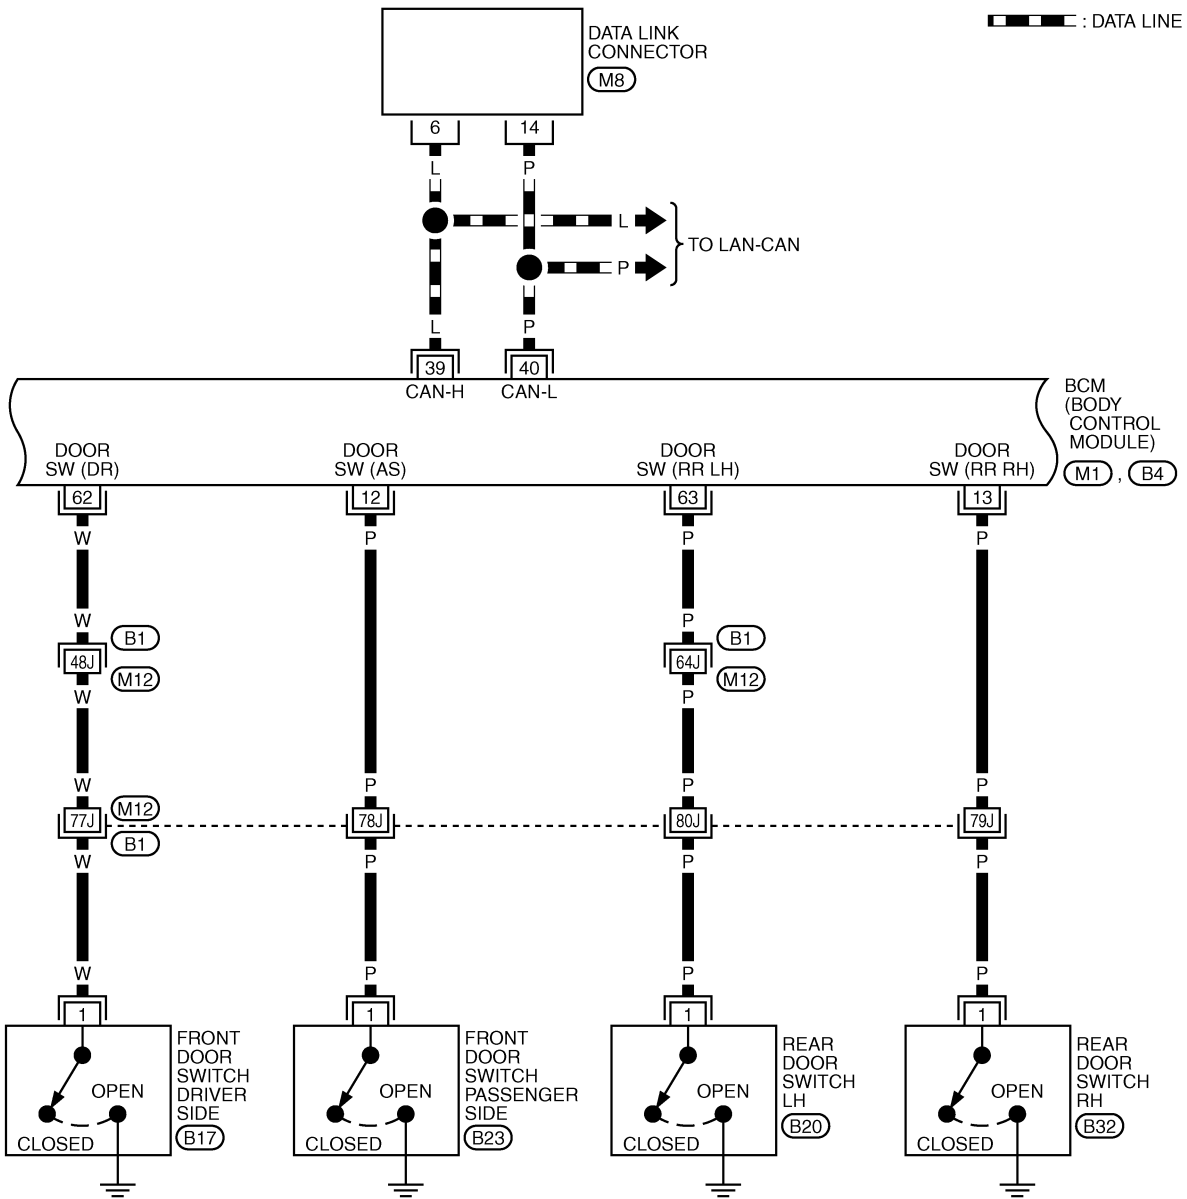 : DATA LINE
DATA LINK
CONNECTOR
M8
6 14
L P
L
TO LAN-CAN
P
L P
39 40
CAN-H CAN-L
BCM
(BODY
CONTROL
MODULE)
M1 , B4
DOOR
SW (DR)
DOOR
SW (AS)
DOOR
SW (RR LH)
DOOR
SW (RR RH)
62 12 63 13
W P P P
W P
B1 B1
48J 64J
M12 M12
W P
W P P P
M12
77J 78J 80J 79J
B1
W P P P
W P P P
1 1 1 1
FRONT
DOOR
SWITCH
DRIVER
SIDE
B17
OPEN
CLOSED
FRONT
DOOR
SWITCH
PASSENGER
SIDE
B23
OPEN
CLOSED
REAR
DOOR
SWITCH
LH
B20
OPEN
CLOSED
REAR
DOOR
SWITCH
RH
B32
OPEN
CLOSED